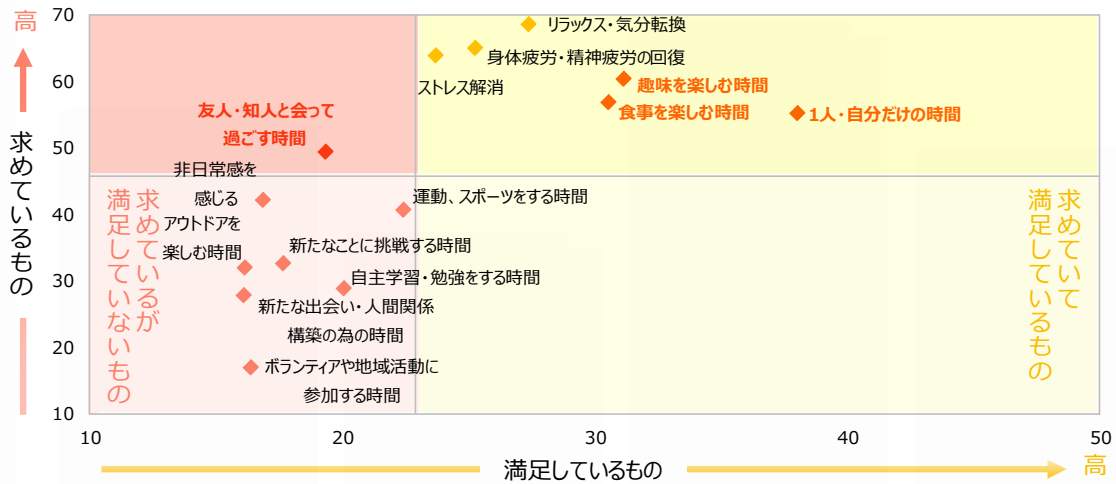 高
求めているもの
70
60
50
40
30
20
10
リラックス・気分転換
身体疲労・精神疲労の回復
ストレス解消
趣味を楽しむ時間
食事を楽しむ時間
1人・自分だけの時間
友人・知人と会って
過ごす時間
非日常感を
感じる
アウトドアを
楽しむ時間
運動、スポーツをする時間
新たなことに挑戦する時間
自主学習・勉強をする時間
新たな出会い・人間関係
構築の為の時間
ボランティアや地域活動に
参加する時間
求めているが
満足していないもの
求めていて
満足しているもの
10
20
30
40
50
満足しているもの
高